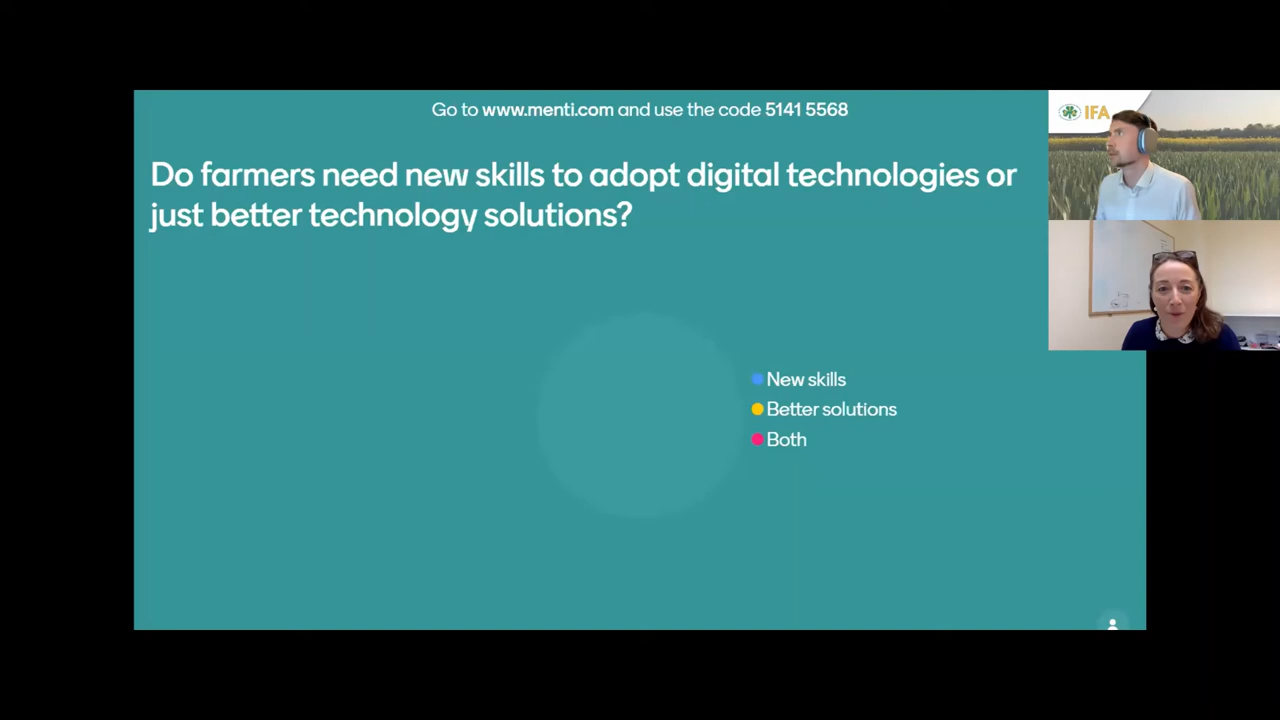 Go to www.menti.com and use the code 5141 5568
Do farmers need new skills to adopt digital technologies or
just better technology solutions?
IFA
New skills
Better solutions
Both